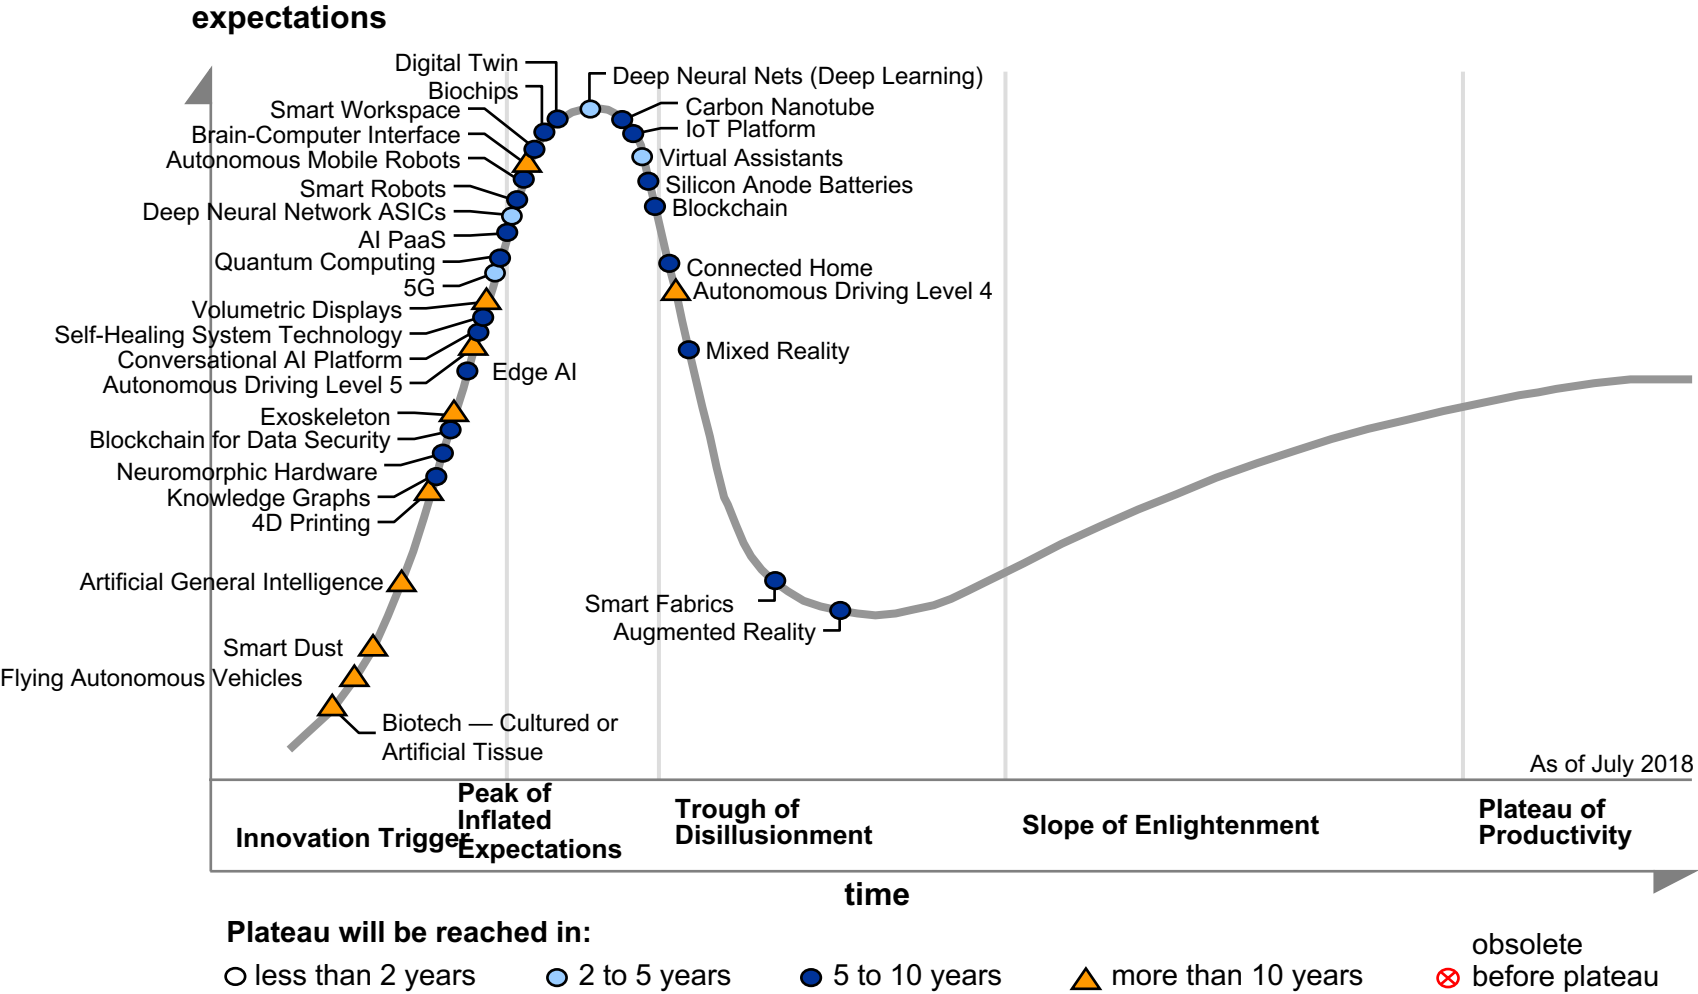 expectations
Digital Twin
Biochips
Smart Workspace
Brain-Computer Interface
Autonomous Mobile Robots
Smart Robots
Deep Neural Network ASICs
AI PaaS
Quantum Computing
5G
Volumetric Displays
Self-Healing System Technology
Conversational AI Platform
Autonomous Driving Level 5
Edge AI
Exoskeleton
Blockchain for Data Security
Neuromorphic Hardware
Knowledge Graphs
4D Printing
Artificial General Intelligence
Smart Dust
Flying Autonomous Vehicles
Biotech — Cultured or
Artificial Tissue
Deep Neural Nets (Deep Learning)
Carbon Nanotube
IoT Platform
Virtual Assistants
Silicon Anode Batteries
Blockchain
Connected Home
Autonomous Driving Level 4
Mixed Reality
Smart Fabrics
Augmented Reality
As of July 2018
Innovation Trigger
Peak of
Inflated
Expectations
Trough of
Disillusionment
Slope of Enlightenment
Plateau of
Productivity
time
Plateau will be reached in:
less than 2 years
2 to 5 years
5 to 10 years
more than 10 years
obsolete
before plateau